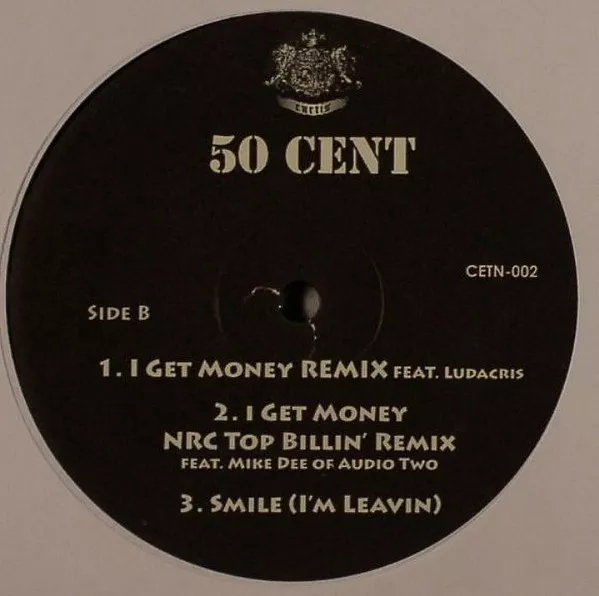 curtis
50 CENT
CETN-002
SIDE B
1. I GET MONEY REMIX FEAT. LUDACRIS
2. I GET MONEY
NRC TOP BILLIN' REMIX
FEAT. MIKE DEE OF AUDIO TWO
3. SMILE (I'M LEAVIN)